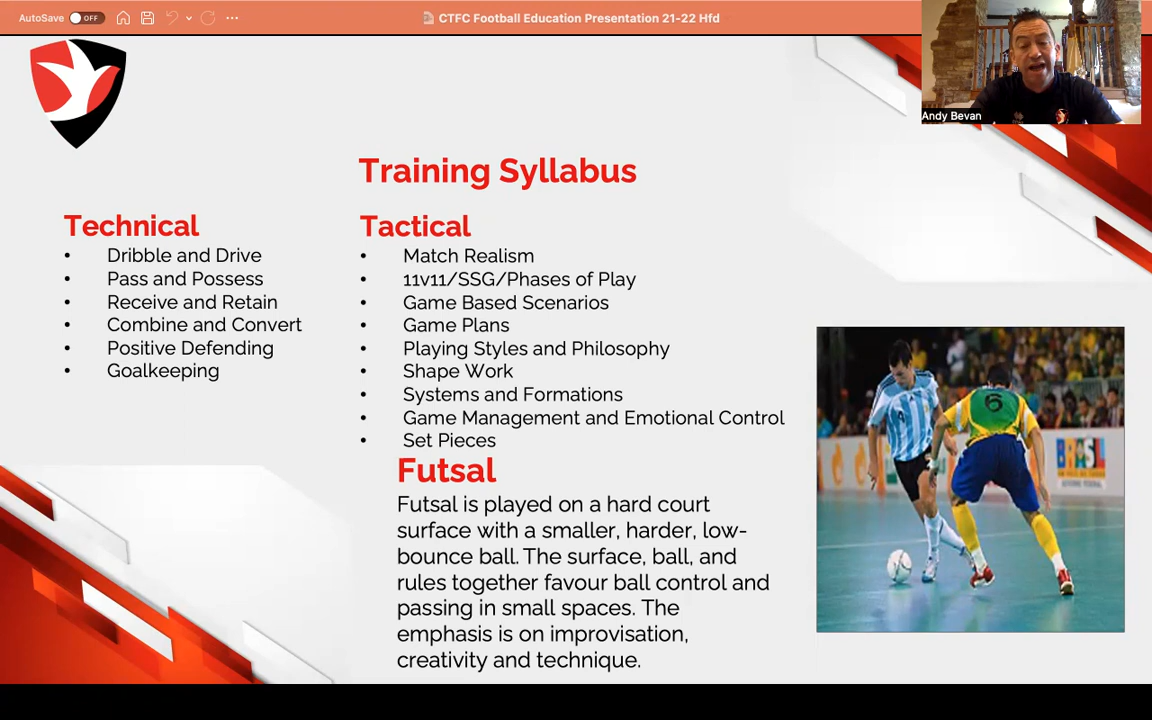 AutoSave OFF
CTFC Football Education Presentation 21-22 Hfd
Andy Bevan
Training Syllabus
Technical
• Dribble and Drive
• Pass and Possess
• Receive and Retain
• Combine and Convert
• Positive Defending
• Goalkeeping
Tactical
• Match Realism
• 11v11/SSG/Phases of Play
• Game Based Scenarios
• Game Plans
• Playing Styles and Philosophy
• Shape Work
• Systems and Formations
• Game Management and Emotional Control
• Set Pieces
Futsal
Futsal is played on a hard court
surface with a smaller, harder, low-
bounce ball. The surface, ball, and
rules together favour ball control and
passing in small spaces. The
emphasis is on improvisation,
creativity and technique.
4
6
BRASIL